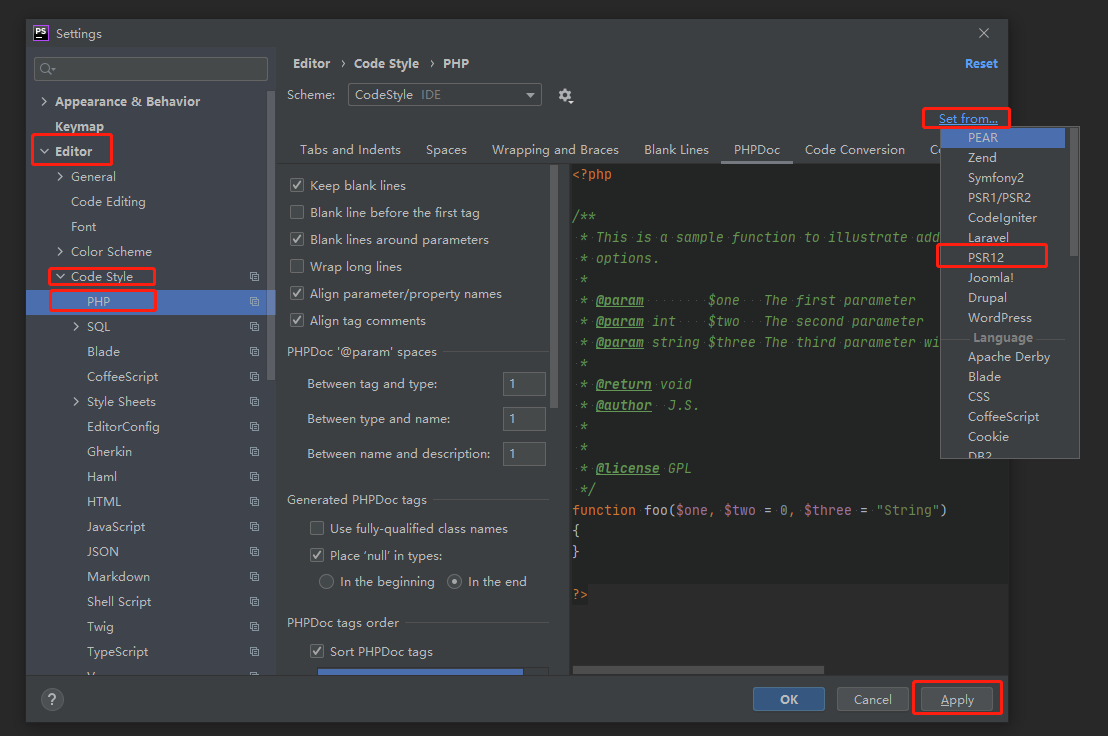 PS Settings
Editor › Code Style › PHP
Reset
Scheme: CodeStyle IDE
Set from...
Appearance & Behavior
Keymap
Editor
General
Code Editing
Font
Color Scheme
Code Style
PHP
SQL
Blade
CoffeeScript
Style Sheets
EditorConfig
Gherkin
Haml
HTML
JavaScript
JSON
Markdown
Shell Script
Twig
TypeScript
Tabs and Indents Spaces Wrapping and Braces Blank Lines PHPDoc Code Conversion
Keep blank lines
Blank line before the first tag
Blank lines around parameters
Wrap long lines
Align parameter/property names
Align tag comments
PHPDoc '@param' spaces
Between tag and type: 1
Between type and name: 1
Between name and description: 1
Generated PHPDoc tags
Use fully-qualified class names
Place 'null' in types:
In the beginning In the end
PHPDoc tags order
Sort PHPDoc tags
<?php
/**
* This is a sample function to illustrate add
* options.
*
* @param $one The first parameter
* @param int $two The second parameter
* @param string $three The third parameter wi
*
* @return void
* @author J.S.
*
*
* @license GPL
*/
function foo($one, $two = 0, $three = "String")
{
}
?>
PEAR
Zend
Symfony2
PSR1/PSR2
CodeIgniter
Laravel
PSR12
Joomla!
Drupal
WordPress
Language
Apache Derby
Blade
CSS
CoffeeScript
Cookie
DB2
?
OK Cancel Apply